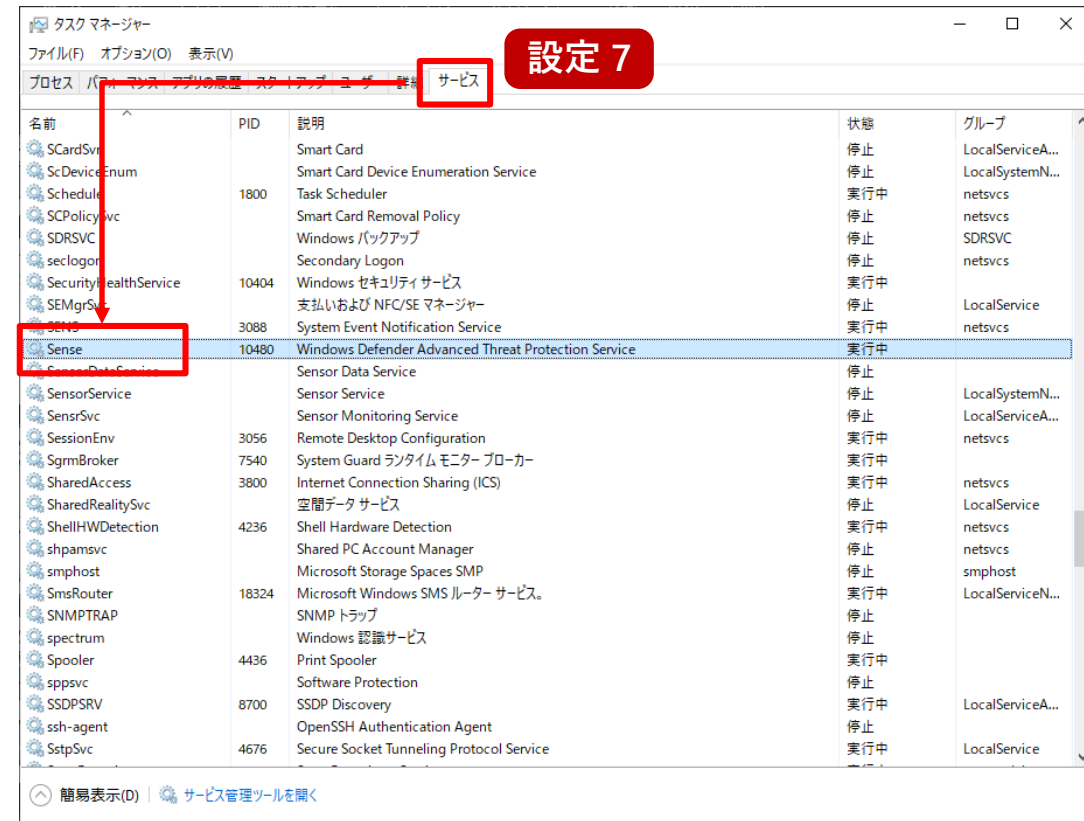 タスク マネージャー
設定 7
ファイル(F) オプション(O) 表示(V)
プロセス パフォーマンス アプリの履歴 スタートアップ ユーザー 詳細 サービス
名前 PID 説明 状態 グループ
SCardSvr Smart Card 停止 LocalServiceA...
ScDeviceEnum Smart Card Device Enumeration Service 停止 LocalSystemN...
Schedule 1800 Task Scheduler 実行中 netsvcs
SCPolicySvc Smart Card Removal Policy 停止 netsvcs
SDRSVC Windows バックアップ 停止 SDRSVC
seclogon Secondary Logon 停止 netsvcs
SecurityHealthService 10404 Windows セキュリティ サービス 実行中
SEMgrSvc 支払いおよび NFC/SE マネージャー 停止 LocalService
SENS 3088 System Event Notification Service 実行中 netsvcs
Sense 10480 Windows Defender Advanced Threat Protection Service 実行中
SensorDataService Sensor Data Service 停止
SensorService Sensor Service 停止 LocalSystemN...
SensrSvc Sensor Monitoring Service 停止 LocalServiceA...
SessionEnv 3056 Remote Desktop Configuration 実行中 netsvcs
SgrmBroker 7540 System Guard ランタイム モニター ブローカー 実行中
SharedAccess 3800 Internet Connection Sharing (ICS) 実行中 netsvcs
SharedRealitySvc 空間データ サービス 停止 LocalService
ShellHWDetection 4236 Shell Hardware Detection 実行中 netsvcs
shpamsvc Shared PC Account Manager 停止 netsvcs
smphost Microsoft Storage Spaces SMP 停止 smphost
SmsRouter 18324 Microsoft Windows SMS ルーター サービス。 実行中 LocalServiceN...
SNMPTRAP SNMP トラップ 停止
spectrum Windows 認識サービス 停止
Spooler 4436 Print Spooler 実行中
sppsvc Software Protection 停止
SSDPSRV 8700 SSDP Discovery 実行中 LocalServiceA...
ssh-agent OpenSSH Authentication Agent 停止
SstpSvc 4676 Secure Socket Tunneling Protocol Service 実行中 LocalService
簡易表示(D) サービス管理ツールを開く